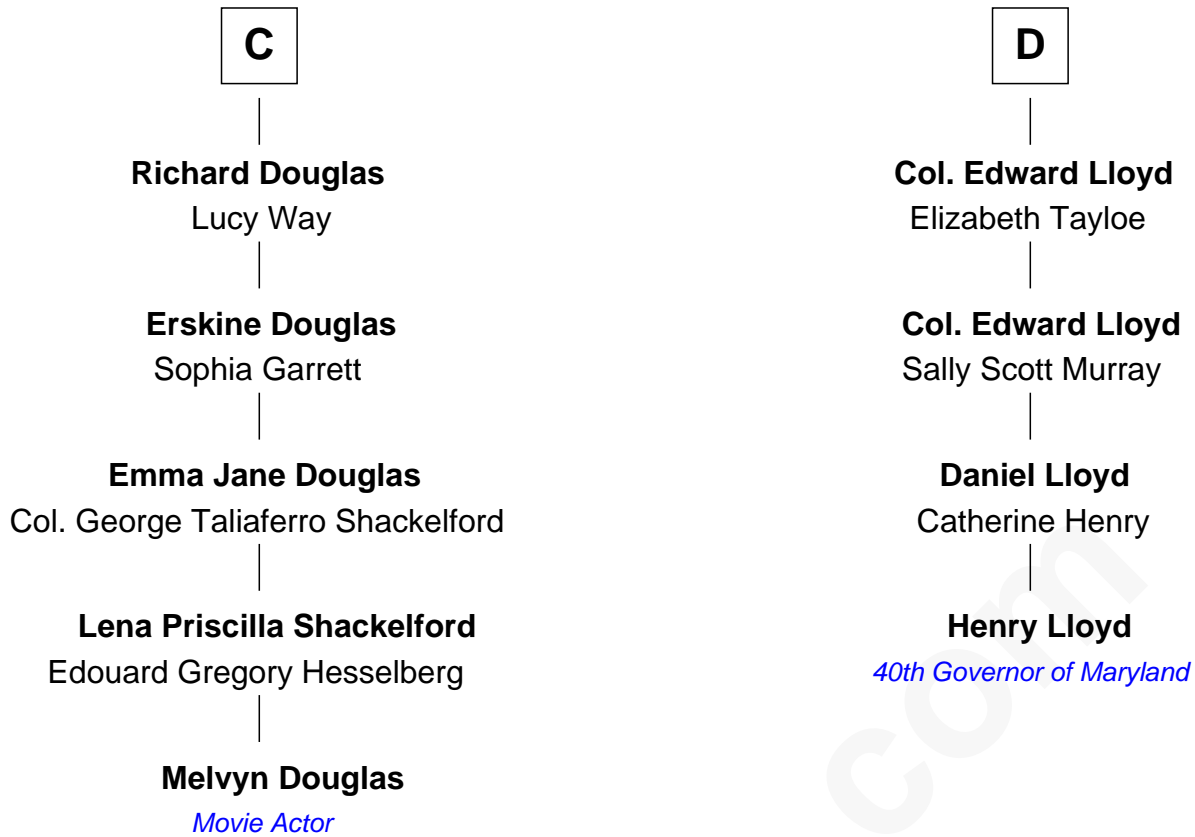 C
Richard Douglas
Lucy Way
Erskine Douglas
Sophia Garrett
Emma Jane Douglas
Col. George Taliaferro Shackelford
Lena Priscilla Shackelford
Edouard Gregory Hesselberg
Melvyn Douglas
Movie Actor
D
Col. Edward Lloyd
Elizabeth Tayloe
Col. Edward Lloyd
Sally Scott Murray
Daniel Lloyd
Catherine Henry
Henry Lloyd
40th Governor of Maryland
com